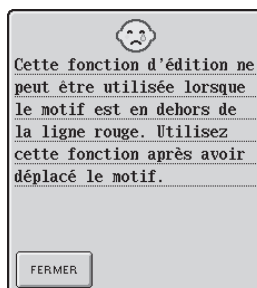 Cette fonction d'édition ne
peut être utilisée lorsque
le motif est en dehors de
la ligne rouge. Utilisez
cette fonction après avoir
déplacé le motif.
FERMER